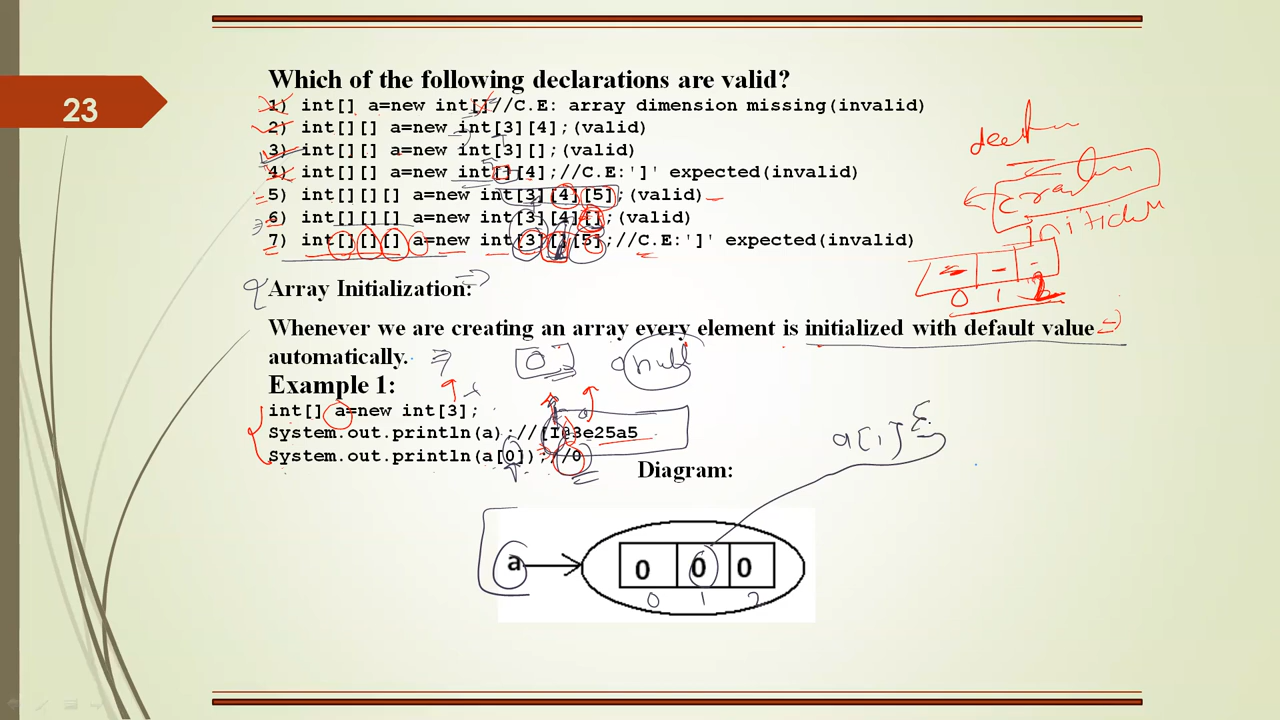 23
Which of the following declarations are valid?
1) int[] a=new int[]//C.E: array dimension missing(invalid)
2) int[][] a=new int[3][4];(valid)
3) int[][] a=new int[3][];(valid)
4) int[][] a=new int[][4];//C.E:']' expected(invalid)
5) int[][][] a=new int[3][4][5];(valid)
6) int[][][] a=new int[3][4][];(valid)
7) int[][][] a=new int[3][][5];//C.E:']' expected(invalid)
0 1 2
Array Initialization:
Whenever we are creating an array every element is initialized with default value
automatically.
0 null
Example 1:
int[] a=new int[3];
System.out.println(a);//[I@3e25a5
System.out.println(a[0]);//0
a[1]
Diagram:
a 0 0 0
0 1 2